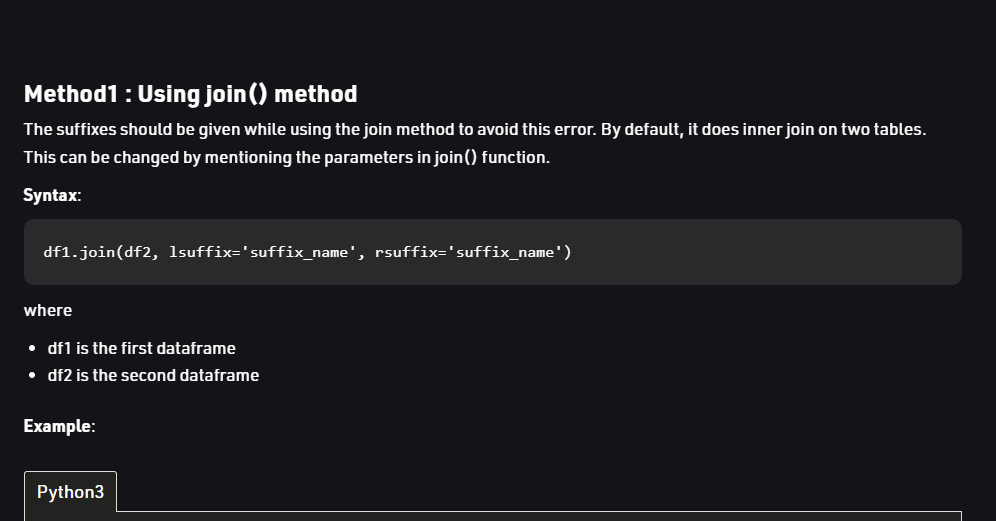 Method1 : Using join() method
The suffixes should be given while using the join method to avoid this error. By default, it does inner join on two tables.
This can be changed by mentioning the parameters in join() function.
Syntax:
df1.join(df2, lsuffix='suffix_name', rsuffix='suffix_name')
where
• df1 is the first dataframe
• df2 is the second dataframe
Example:
Python3